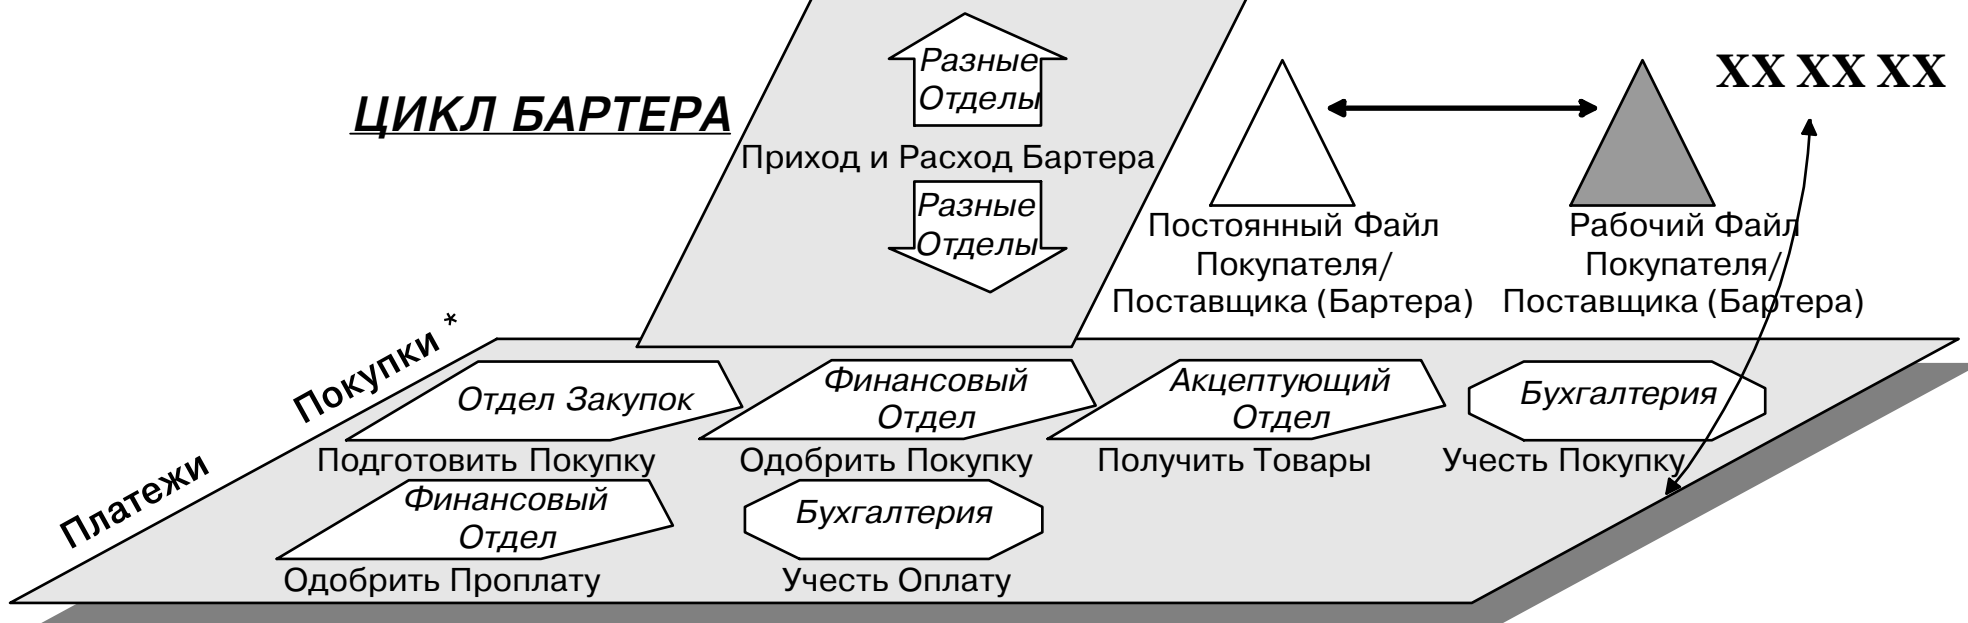 Разные
Отделы
XX XX XX
ЦИКЛ БАРТЕРА
Приход и Расход Бартера
Разные
Отделы
Постоянный Файл
Покупателя/
Поставщика (Бартера)
Рабочий Файл
Покупателя/
Поставщика (Бартера)
Покупки *
Отдел Закупок
Подготовить Покупку
Финансовый
Отдел
Одобрить Покупку
Акцептующий
Отдел
Получить Товары
Бухгалтерия
Учесть Покупку
Платежи
Финансовый
Отдел
Одобрить Проплату
Бухгалтерия
Учесть Оплату